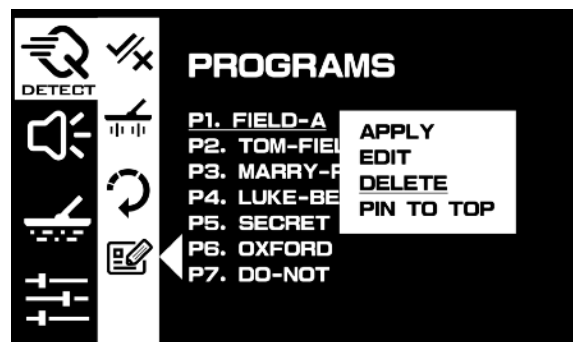 DETECT
PROGRAMS
P1. FIELD-A
P2. TOM-FIEL
P3. MARRY-F
P4. LUKE-BE
P5. SECRET
P6. OXFORD
P7. DO-NOT
APPLY
EDIT
DELETE
PIN TO TOP